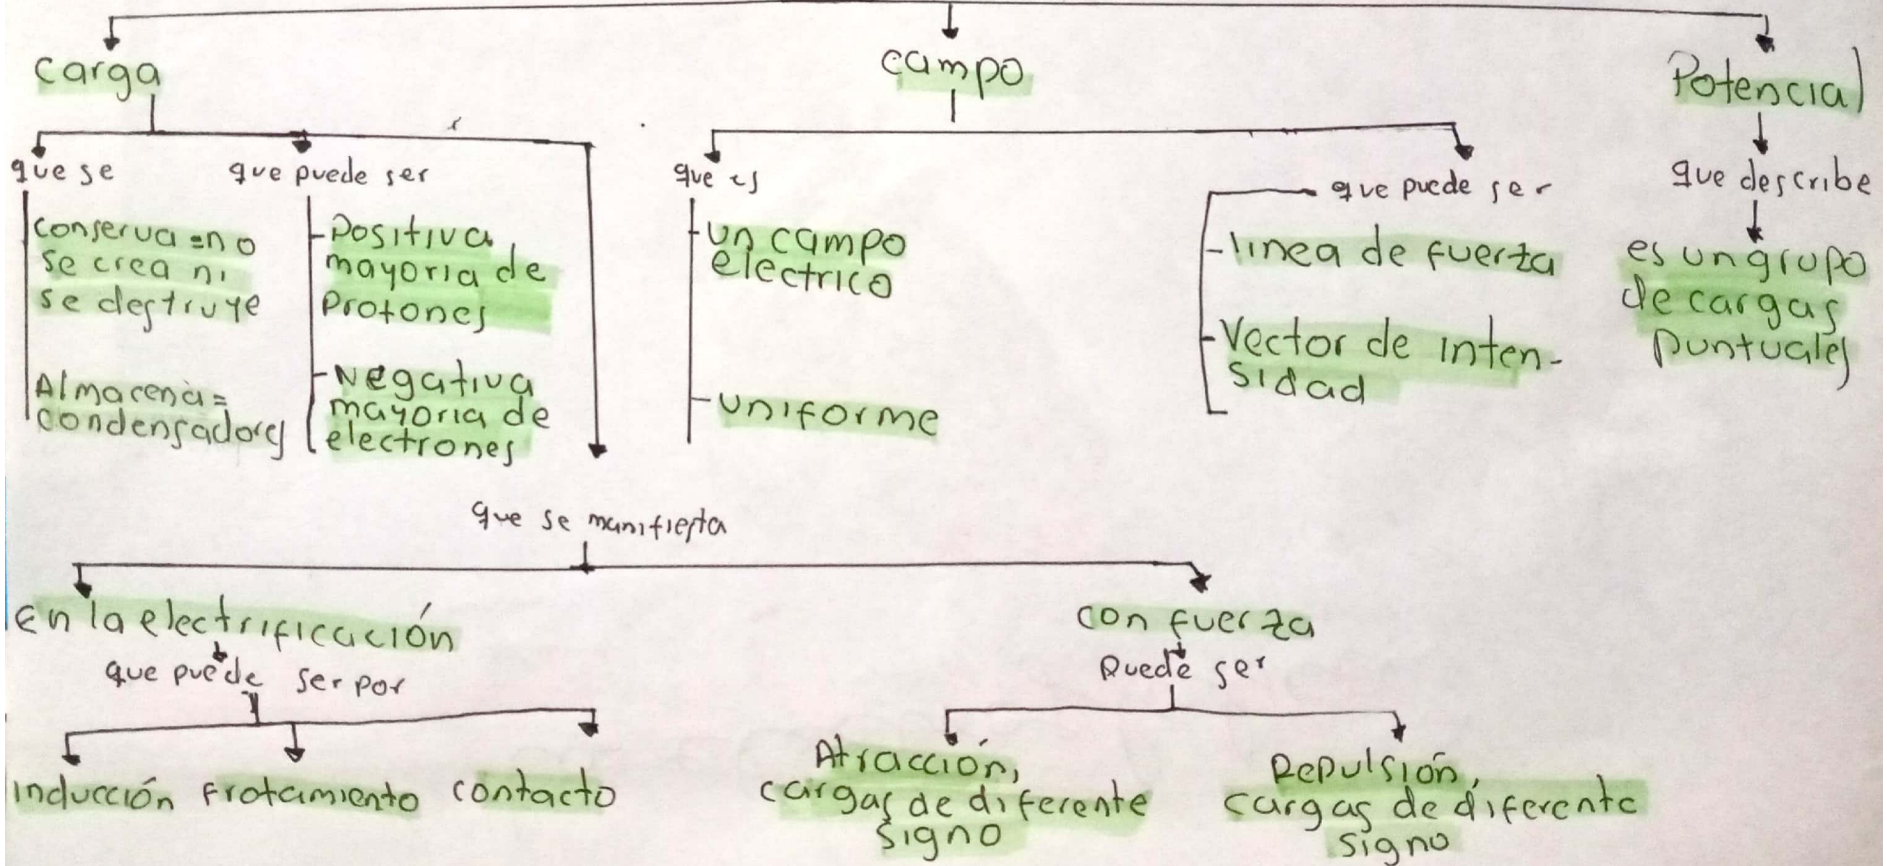 carga
campo
Potencial
que se
que puede ser
que es
que puede ser
que describe
conserva = no
se crea ni
se destruye
Almacena =
condensadores
- Positiva
mayoria de
protones
- Negativa
mayoria de
electrones
- un campo
electrico
- uniforme
- linea de fuerza
- Vector de inten-
sidad
es un grupo
de cargas
puntuales
que se manifiesta
en la electrificación
que puede ser por
inducción
frotamiento
contacto
con fuerza
puede ser
Atracción,
cargas de diferente
signo
Repulsión,
cargas de diferente
signo